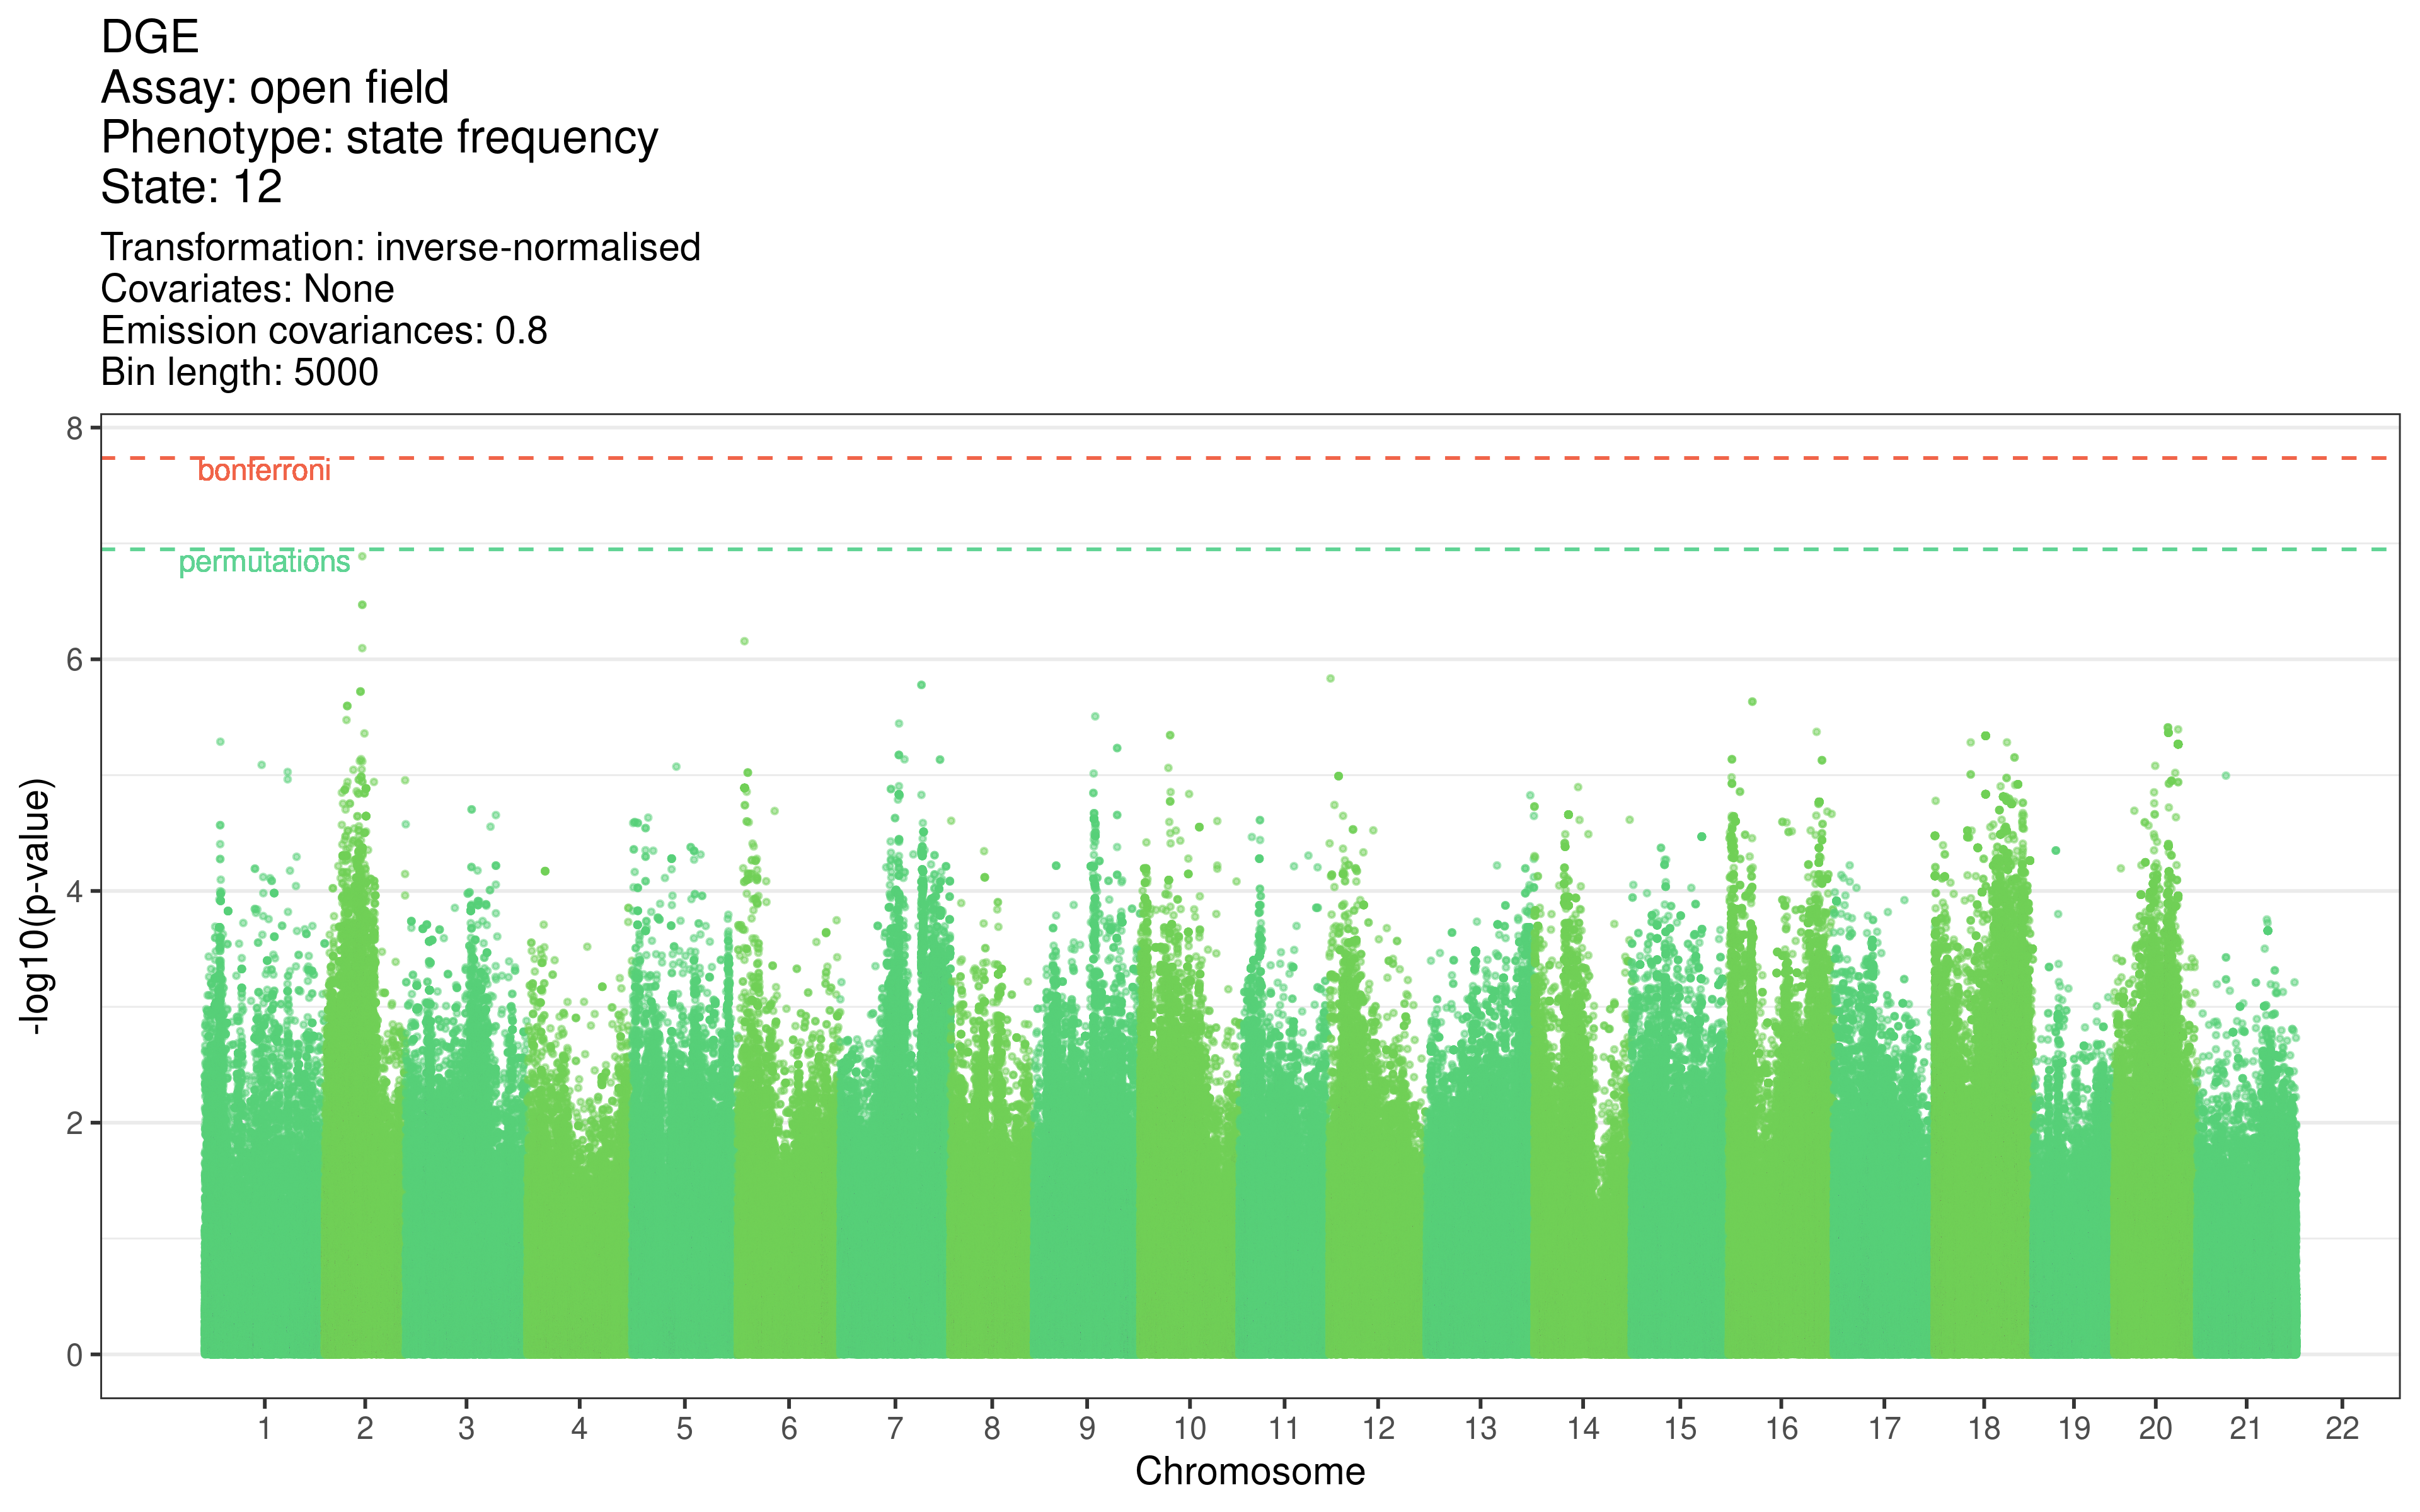 DGE
Assay: open field
Phenotype: state frequency
State: 12
Transformation: inverse-normalised
Covariates: None
Emission covariances: 0.8
Bin length: 5000
8
bonferroni
permutations
6
-log10(p-value)
4
2
0
1 2 3 4 5 6 7 8 9 10 11 12 13 14 15 16 17 18 19 20 21 22
Chromosome